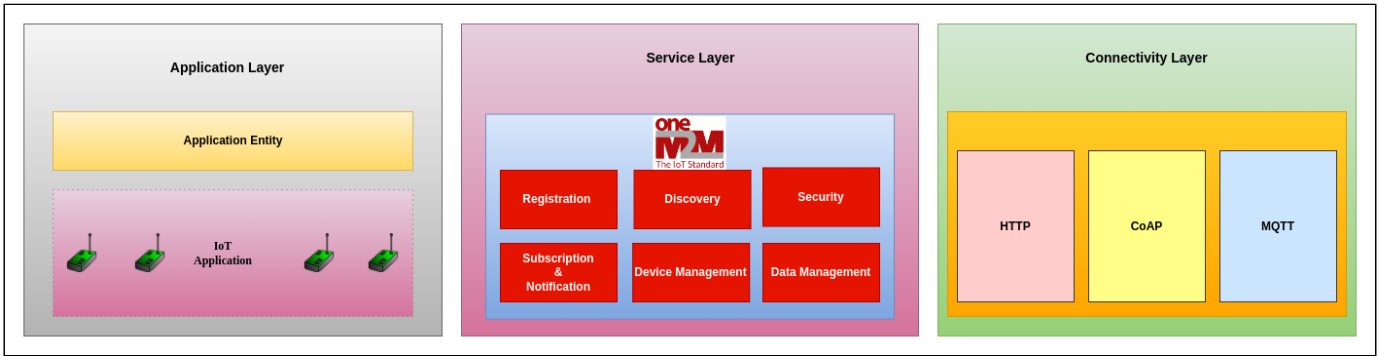 Application Layer
Application Entity
IoT
Application
Service Layer
one
M2M
The IoT Standard
Registration
Discovery
Security
Subscription
&
Notification
Device Management
Data Management
Connectivity Layer
HTTP
CoAP
MQTT